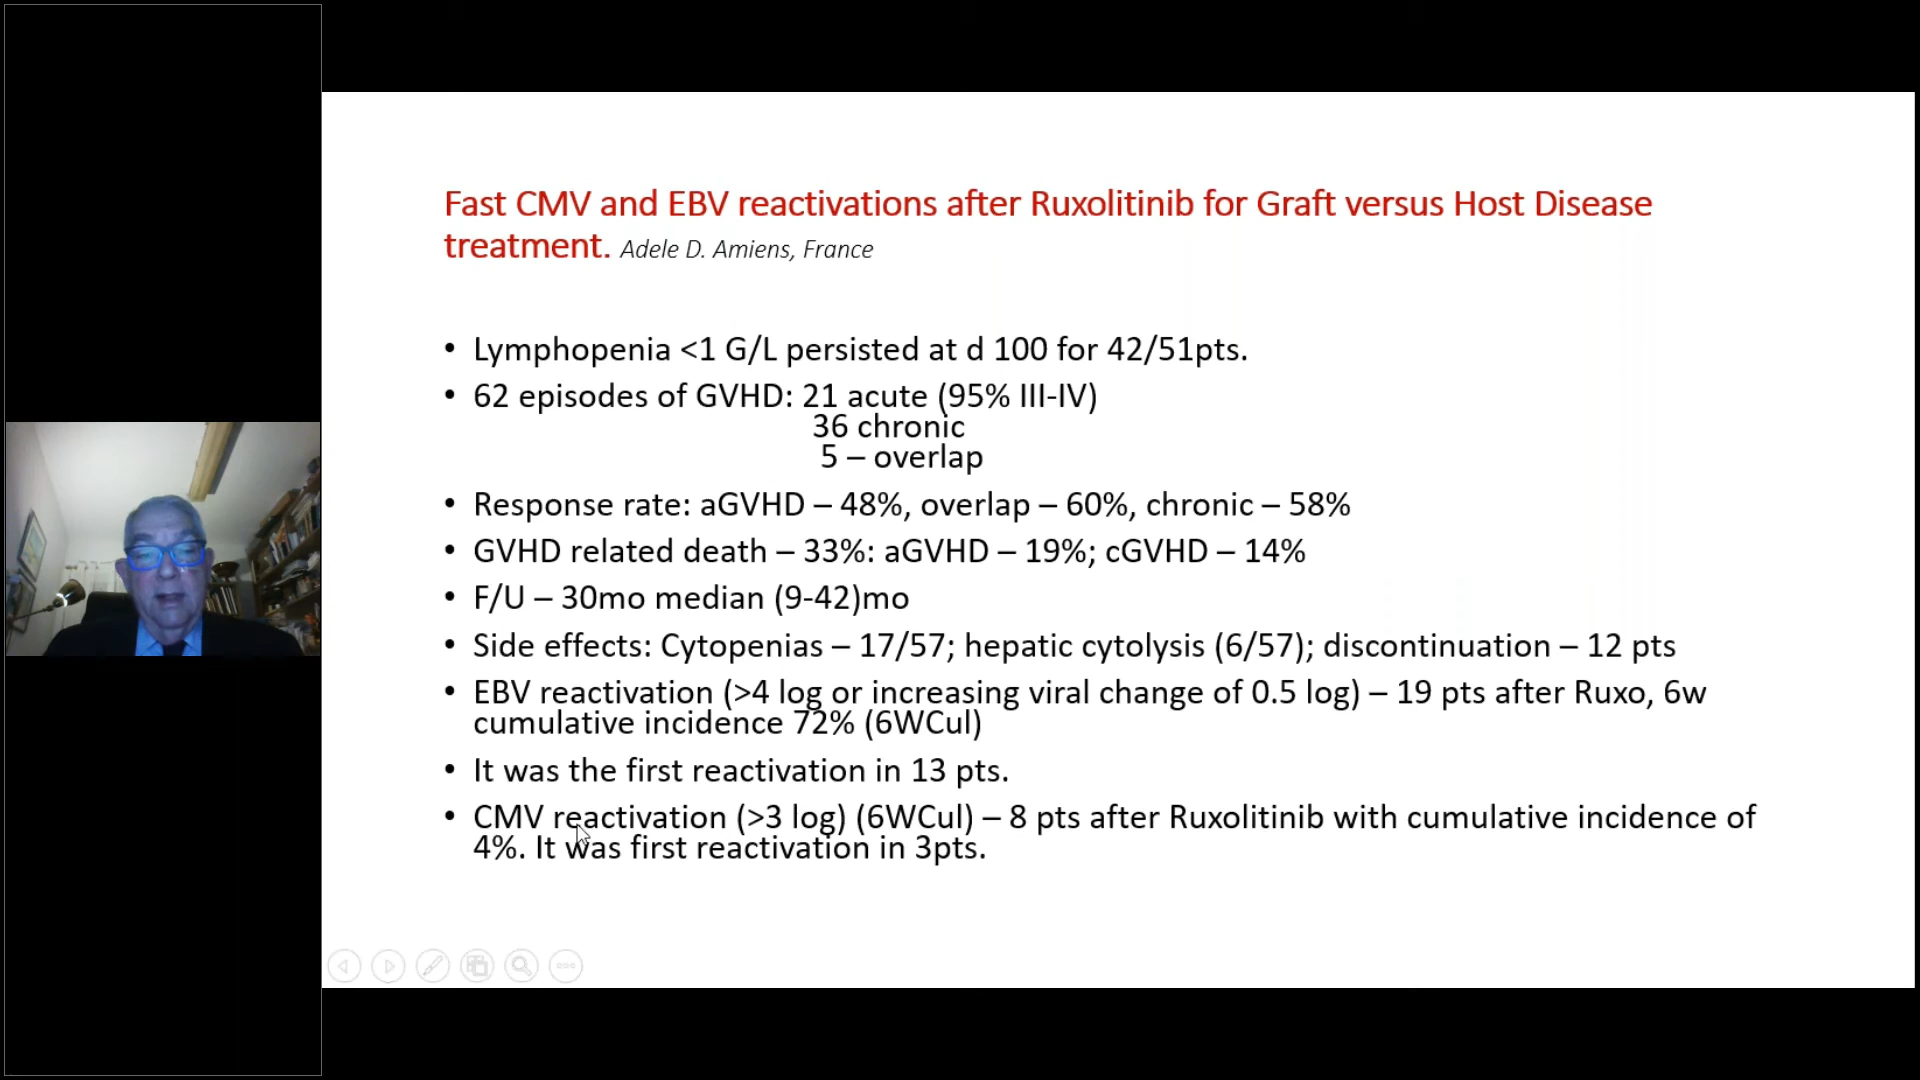 Fast CMV and EBV reactivations after Ruxolitinib for Graft versus Host Disease
treatment. Adele D. Amiens, France
• Lymphopenia <1 G/L persisted at d 100 for 42/51pts.
• 62 episodes of GVHD: 21 acute (95% III-IV)
36 chronic
5 – overlap
• Response rate: aGVHD – 48%, overlap – 60%, chronic – 58%
• GVHD related death – 33%: aGVHD – 19%; cGVHD – 14%
• F/U – 30mo median (9-42)mo
• Side effects: Cytopenias – 17/57; hepatic cytolysis (6/57); discontinuation – 12 pts
• EBV reactivation (>4 log or increasing viral change of 0.5 log) – 19 pts after Ruxo, 6w
cumulative incidence 72% (6WCul)
• It was the first reactivation in 13 pts.
• CMV reactivation (>3 log) (6WCul) – 8 pts after Ruxolitinib with cumulative incidence of
4%. It was first reactivation in 3pts.